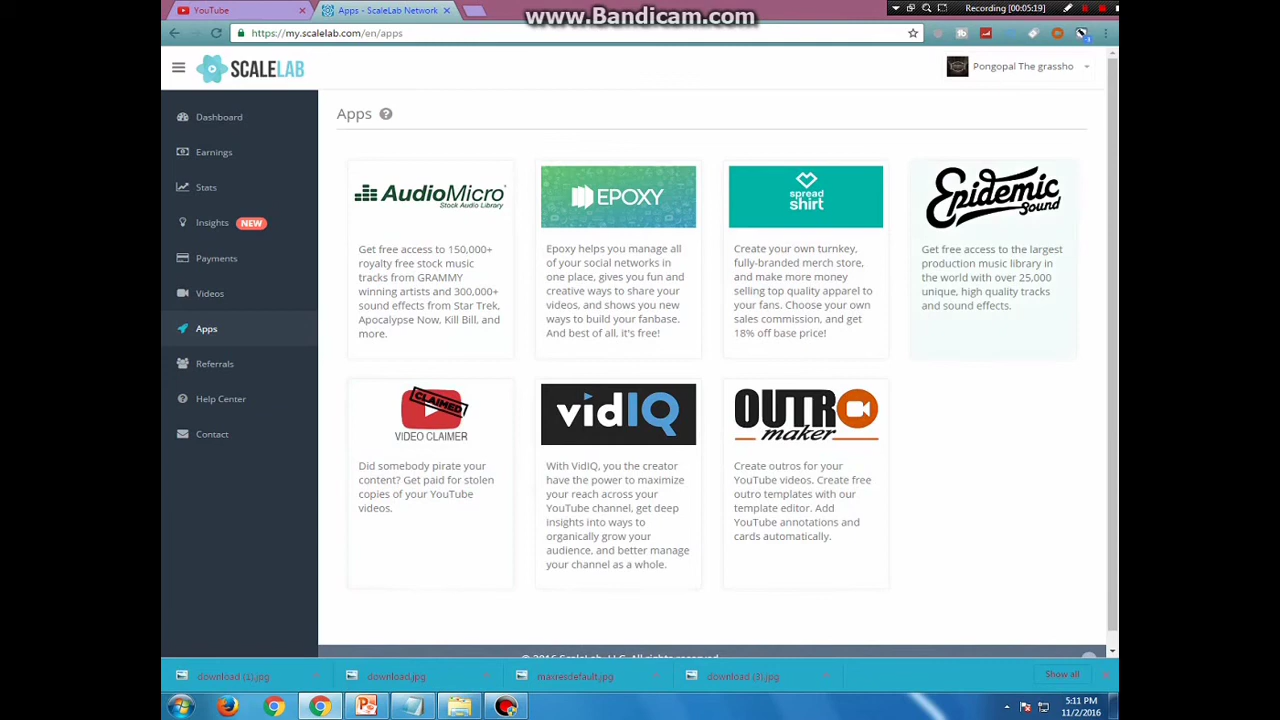 www.Bandicam.com
YouTube
Apps - ScaleLab Network
Recording [00:05:19]
https://my.scalelab.com/en/apps
SCALELAB
Pongopal The grassho
Dashboard
Earnings
Stats
Insights NEW
Payments
Videos
Apps
Referrals
Help Center
Contact
Apps
AudioMicro
Stock Audio Library
Get free access to 150,000+
royalty free stock music
tracks from GRAMMY
winning artists and 300,000+
sound effects from Star Trek,
Apocalypse Now, Kill Bill, and
more.
EPOXY
Epoxy helps you manage all
of your social networks in
one place, gives you fun and
creative ways to share your
videos, and shows you new
ways to build your fanbase.
And best of all, it's free!
spread
shirt
Create your own turnkey,
fully-branded merch store,
and make more money
selling top quality apparel to
your fans. Choose your own
sales commission, and get
18% off base price!
Epidemic
Sound
Get free access to the largest
production music library in
the world with over 25,000
unique, high quality tracks
and sound effects.
CLAIMED
VIDEO CLAIMER
Did somebody pirate your
content? Get paid for stolen
copies of your YouTube
videos.
vidIQ
With VidIQ, you the creator
have the power to maximize
your reach across your
YouTube channel, get deep
insights into ways to
organically grow your
audience, and better manage
your channel as a whole.
OUTRO
maker
Create outros for your
YouTube videos. Create free
outro templates with our
template editor. Add
YouTube annotations and
cards automatically.
© 2016 ScaleLab, LLC. All rights reserved
download (1).jpg
download.jpg
maxresdefault.jpg
download (3).jpg
Show all
5:11 PM
11/2/2016